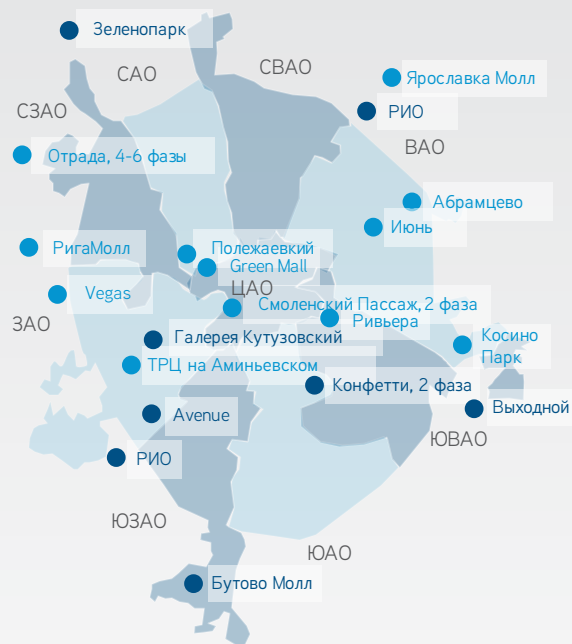 Зеленопарк
САО
СВАО
Ярославка Молл
СЗАО
РИО
ВАО
Отрада, 4-6 фазы
Абрамцево
Июнь
РигаМолл
Полежаевкий
Green Mall
ЦАО
Vegas
Смоленский Пассаж, 2 фаза
Ривьера
ЗАО
Галерея Кутузовский
Косино
Парк
ТРЦ на Аминьевском
Конфетти, 2 фаза
Выходной
Avenue
ЮВАО
РИО
ЮЗАО
ЮАО
Бутово Молл